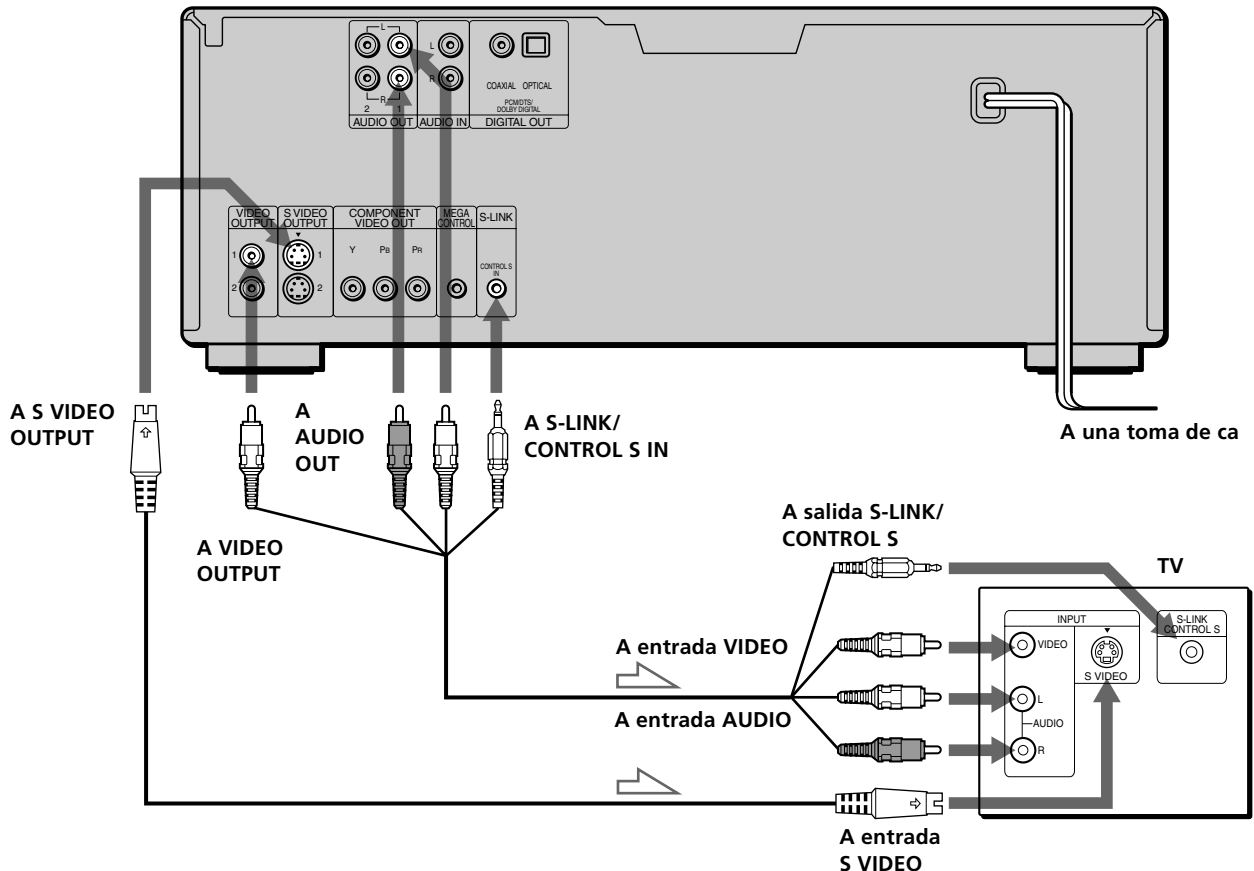 L
R
2 1
AUDIO OUT
L
R
AUDIO IN
COAXIAL OPTICAL
PCM/DTS/
DOLBY DIGITAL
DIGITAL OUT
VIDEO
OUTPUT
1
2
S VIDEO
OUTPUT
1
2
COMPONENT
VIDEO OUT
Y PB PR
MEGA
CONTROL
S-LINK
CONTROL S
IN
A S VIDEO
OUTPUT
A
AUDIO
OUT
A S-LINK/
CONTROL S IN
A una toma de ca
A VIDEO
OUTPUT
A salida S-LINK/
CONTROL S
TV
INPUT
VIDEO
S VIDEO
L
AUDIO
R
S-LINK
CONTROL S
A entrada VIDEO
A entrada AUDIO
A entrada
S VIDEO